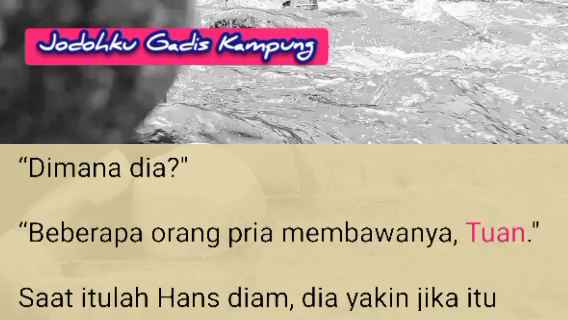 Jodohku Gadis Kampung
“Dimana dia?"
“Beberapa orang pria membawanya, Tuan."
Saat itulah Hans diam, dia yakin jika itu